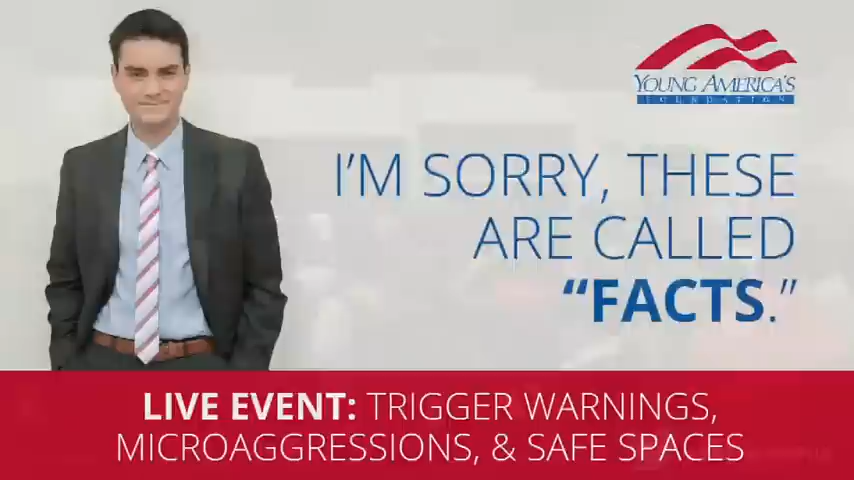 YOUNG AMERICA'S
FOUNDATION
I'M SORRY, THESE
ARE CALLED
“FACTS.”
LIVE EVENT: TRIGGER WARNINGS,
MICROAGGRESSIONS, & SAFE SPACES